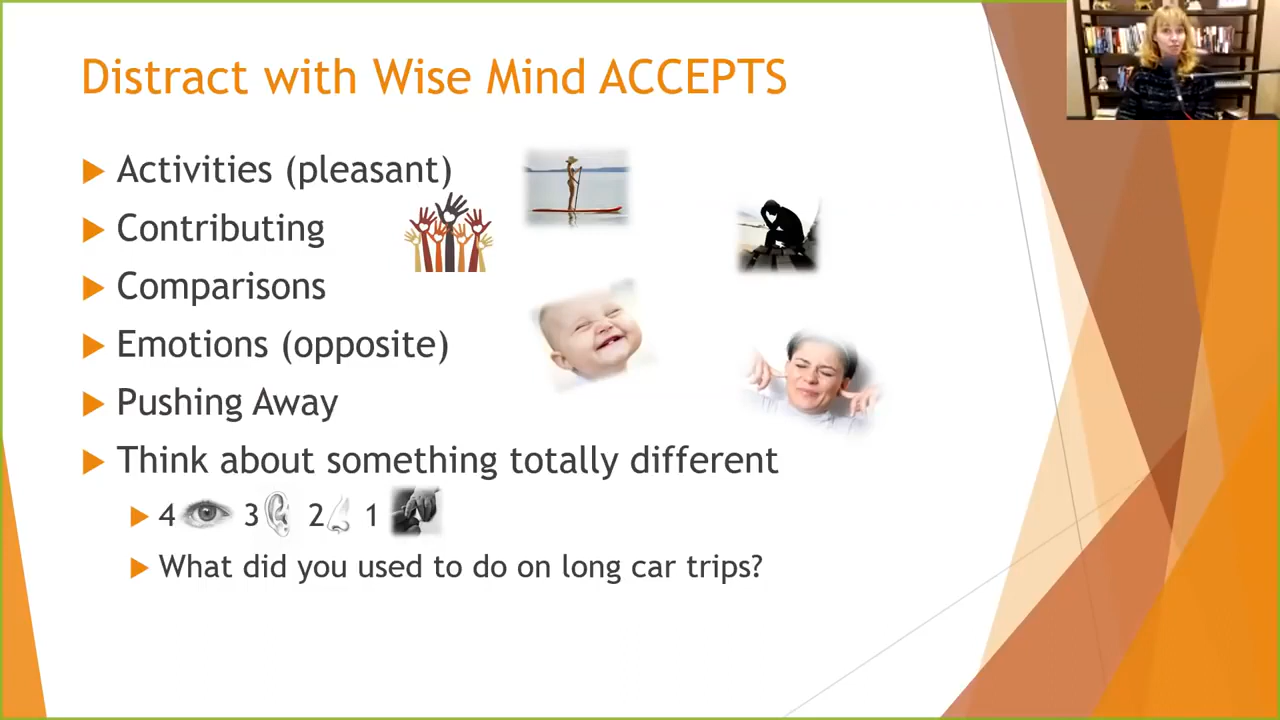 Distract with Wise Mind ACCEPTS
Activities (pleasant)
Contributing
Comparisons
Emotions (opposite)
Pushing Away
Think about something totally different
4 3 2 1
What did you used to do on long car trips?